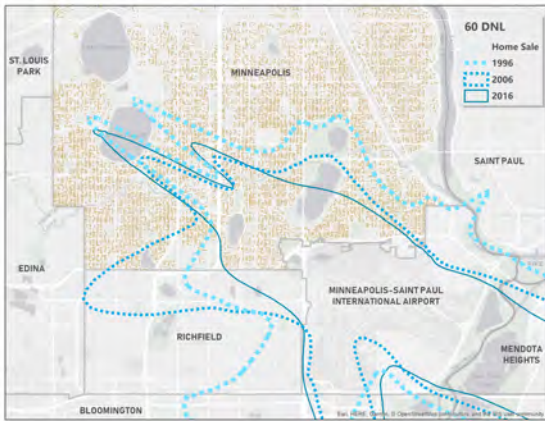 60 DNL
Home Sale
1996
2006
2016
ST. LOUIS
PARK
MINNEAPOLIS
SAINT PAUL
EDINA
MINNEAPOLIS-SAINT PAUL
INTERNATIONAL AIRPORT
RICHFIELD
MENDOTA
HEIGHTS
BLOOMINGTON